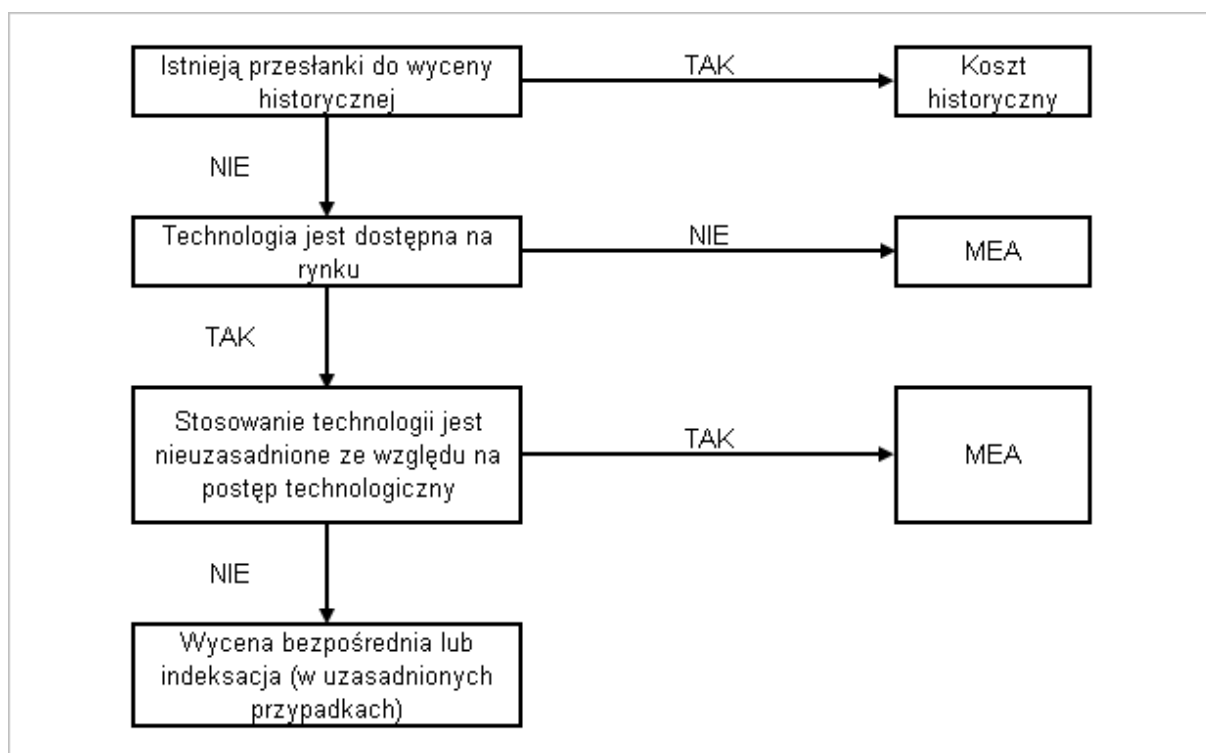 Istnieją przesłanki do wyceny
historycznej
TAK
Koszt
historyczny
NIE
Technologia jest dostępna na
rynku
NIE
MEA
TAK
Stosowanie technologii jest
nieuzasadnione ze względu na
postęp technologiczny
TAK
MEA
NIE
Wycena bezpośrednia lub
indeksacja (w uzasadnionych
przypadkach)